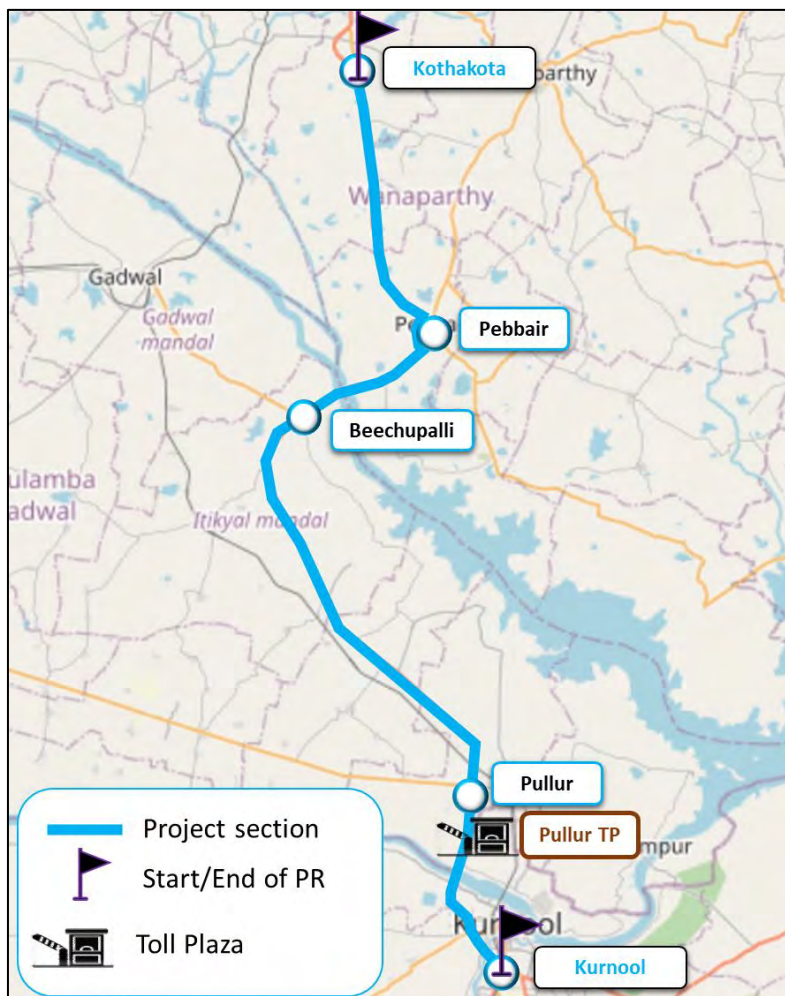 Kothakota
parthy
Wanaparthy
Gadwal
Gadwal
mandal
Pebbair
Beechupalli
ulamba
adwal
Itikyal mandal
Pullur
Pullur TP
mpur
Kurnool
Kurnool
Project section
Start/End of PR
Toll Plaza